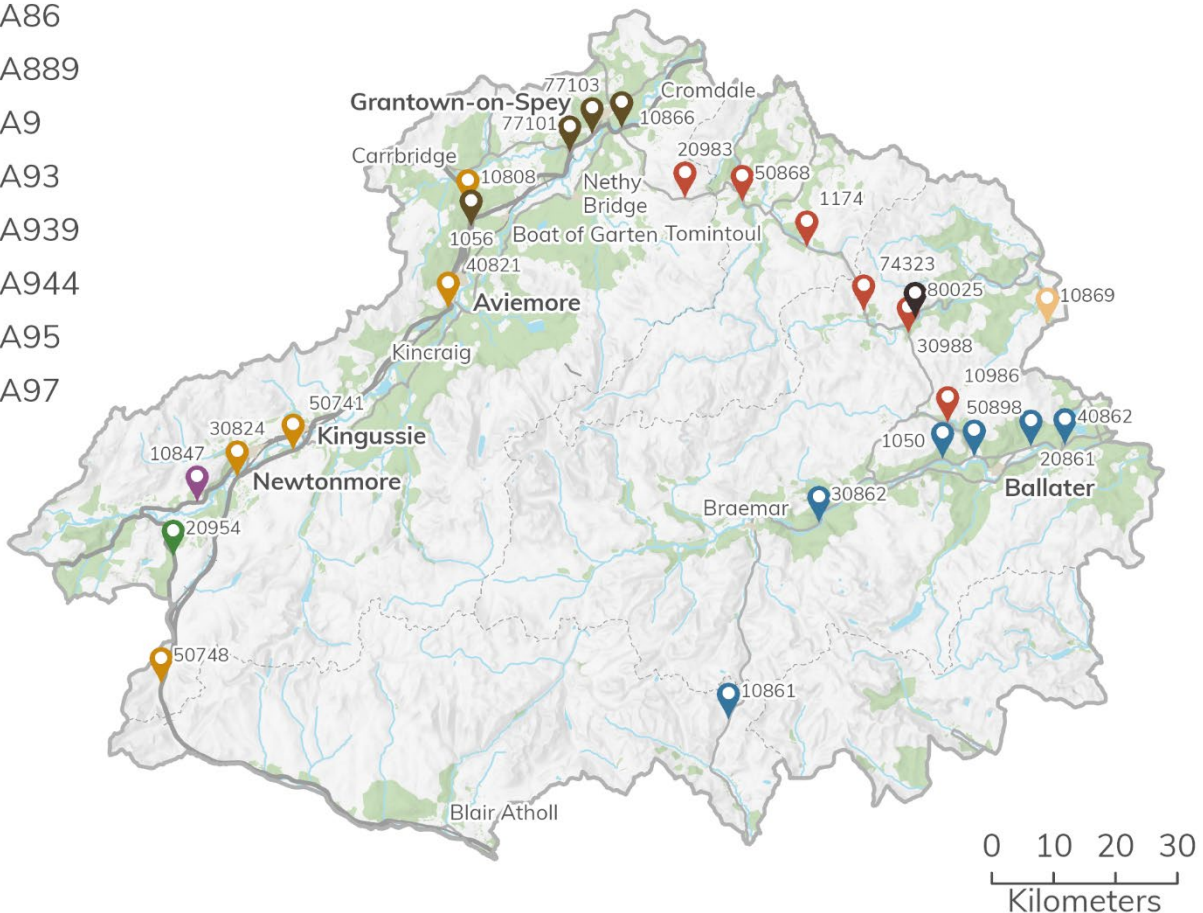 A86
A889
A9
A93
A939
A944
A95
A97
77103
Cromdale
Grantown-on-Spey
77101
10866
Carrbridge
20983
50868
10808
Nethy
Bridge
1174
1056
Boat of Garten
Tomintoul
40821
74323
80025
10869
Aviemore
30988
Kincraig
10986
50741
50898
40862
30824
Kingussie
1050
10847
20861
Newtonmore
Ballater
30862
Braemar
20954
50748
10861
Blair Atholl
0 10 20 30
Kilometers